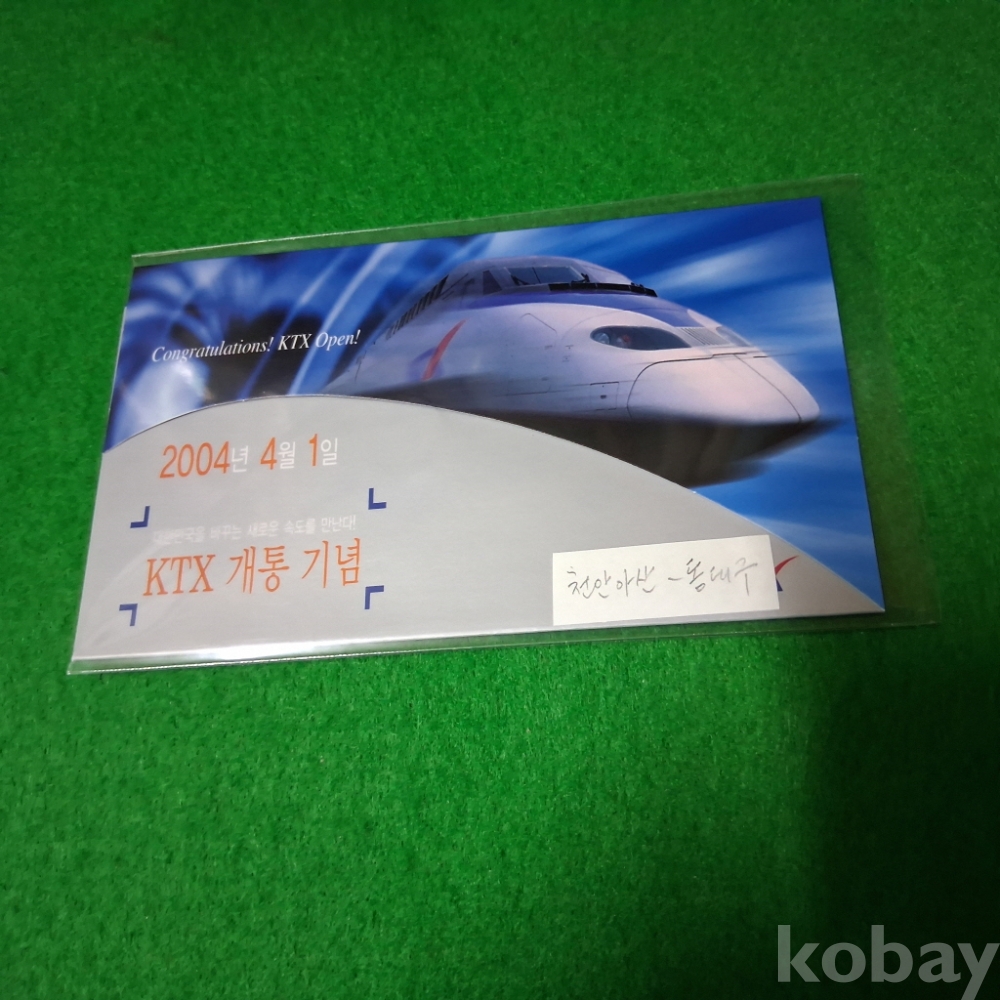 Congratulations! KTX Open!
2004년 4월 1일
대한민국을 바꾸는 새로운 속도를 만난다!
KTX 개통 기념
천안아산-동대구
kobay